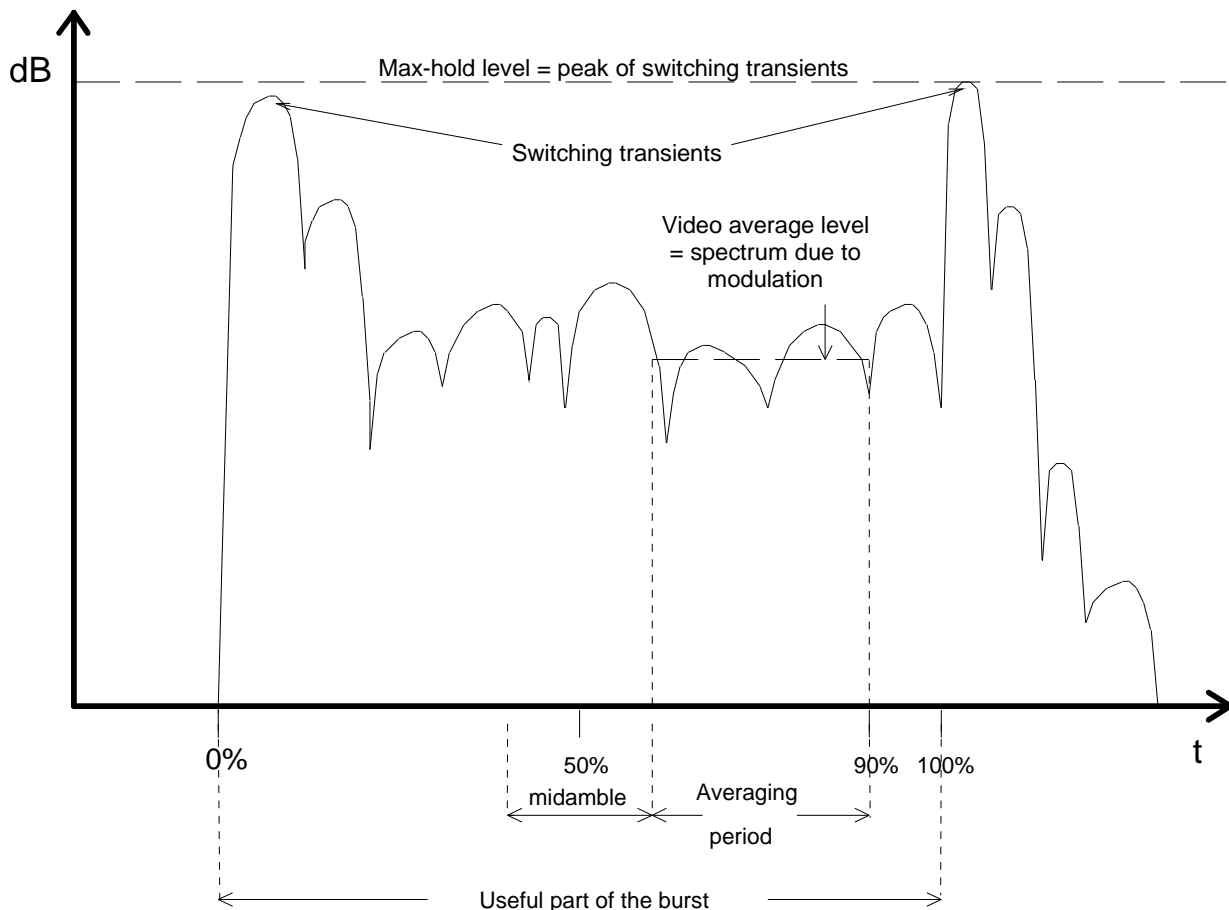 dB
Max-hold level = peak of switching transients
Switching transients
Video average level
= spectrum due to
modulation
0%
50%
90%
100%
t
midamble
Averaging
period
Useful part of the burst